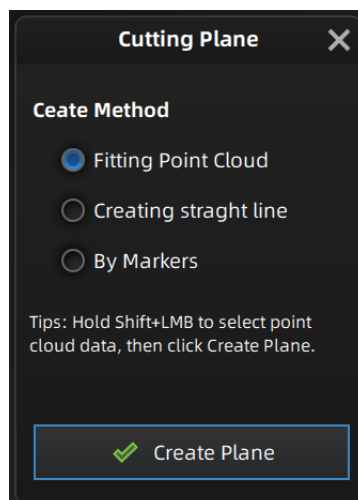 Cutting Plane
Ceate Method
Fitting Point Cloud
Creating straght line
By Markers
Tips: Hold Shift+LMB to select point
cloud data, then click Create Plane.
Create Plane